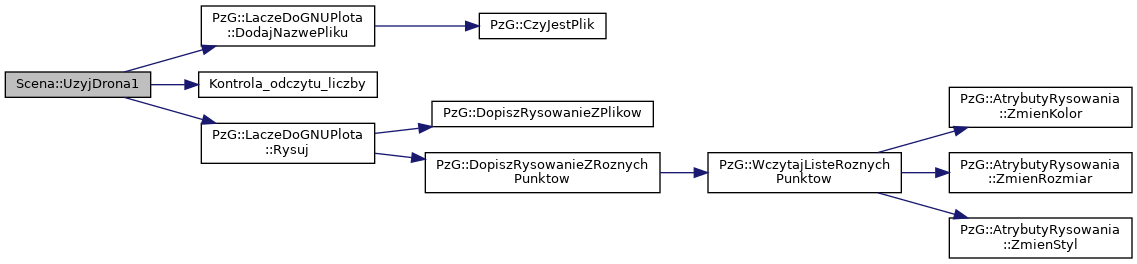 Scena::UzyjDrona1
PzG::LaczeDoGNUPlota
::DodajNazwePliku
PzG::CzyJestPlik
Kontrola_odczytu_liczby
PzG::LaczeDoGNUPlota
::Rysuj
PzG::DopiszRysowanieZPlikow
PzG::DopiszRysowanieZRoznych
Punktow
PzG::WczytajListeRoznych
Punktow
PzG::AtrybutyRysowania
::ZmienKolor
PzG::AtrybutyRysowania
::ZmienRozmiar
PzG::AtrybutyRysowania
::ZmienStyl